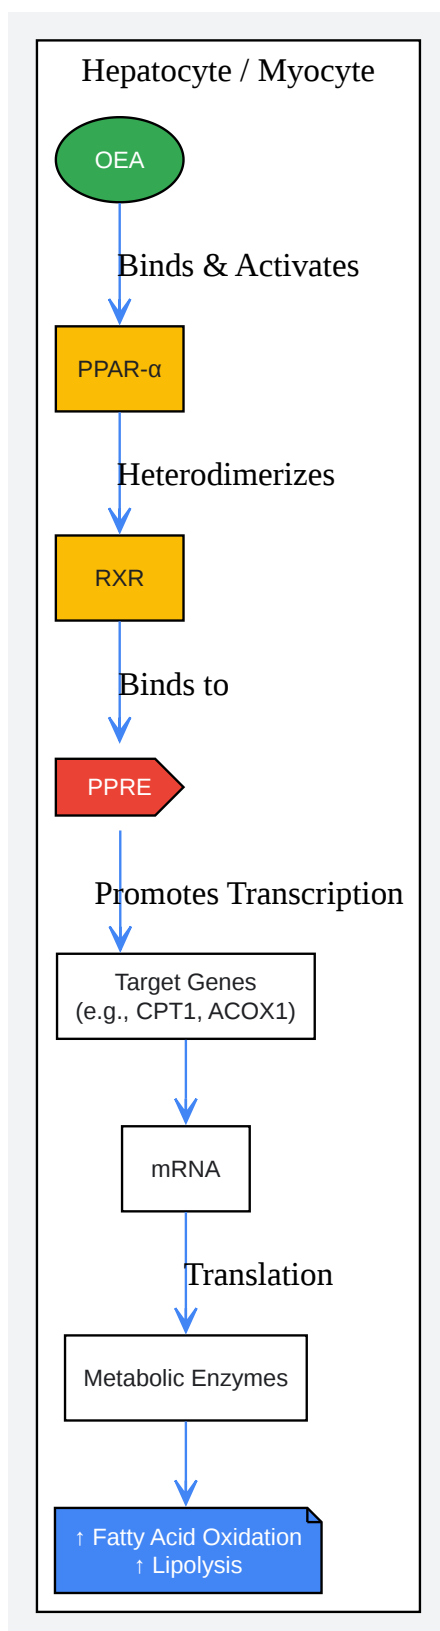 Hepatocyte / Myocyte
OEA
Binds & Activates
PPAR-α
Heterodimerizes
RXR
Binds to
PPRE
Promotes Transcription
Target Genes
(e.g., CPT1, ACOX1)
mRNA
Translation
Metabolic Enzymes
↑ Fatty Acid Oxidation
↑ Lipolysis